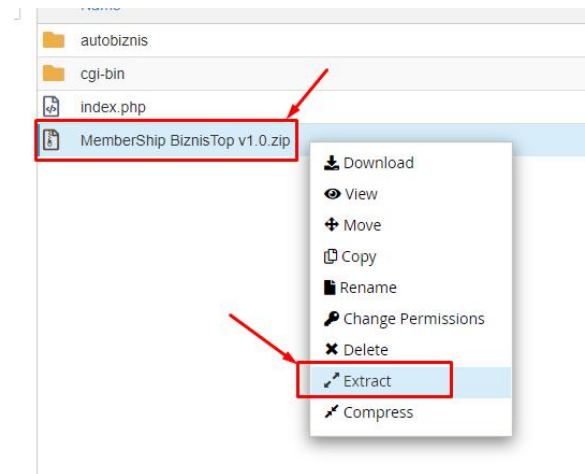 Name
autobiznis
cgi-bin
index.php
MemberShip BiznisTop v1.0.zip
Download
View
Move
Copy
Rename
Change Permissions
Delete
Extract
Compress